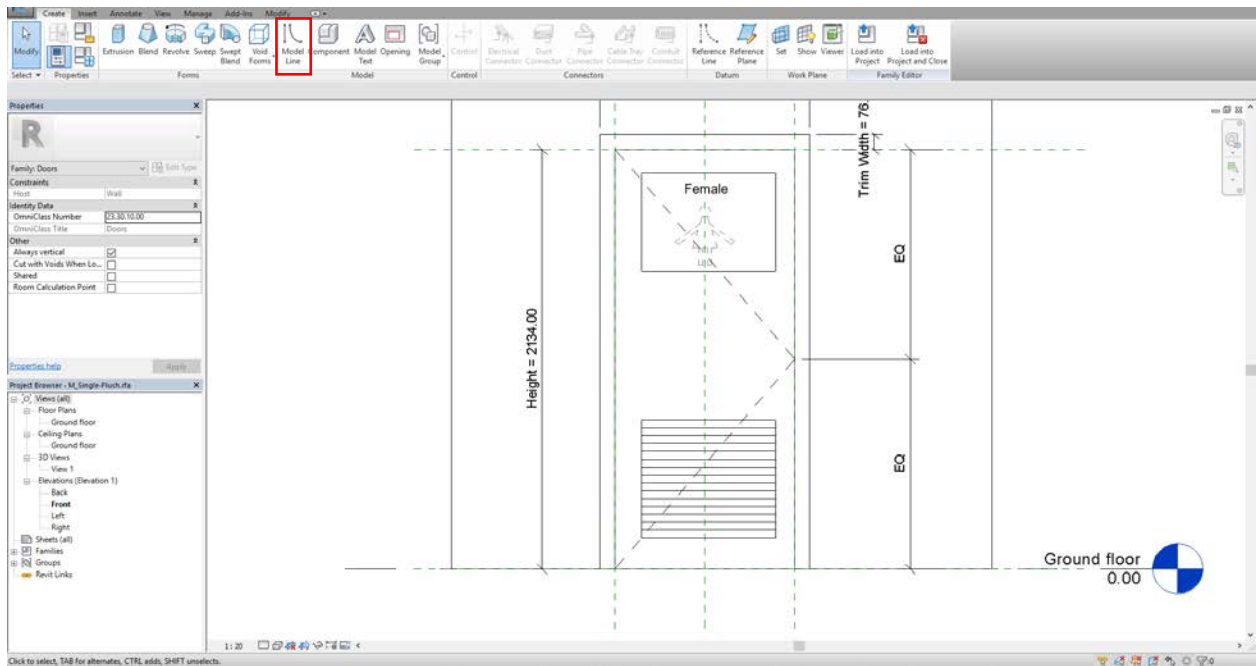 Create Insert Annotate View Manage Add-Ins Modify
Modify
Extrusion Blend Revolve Sweep Swept Blend Void Forms
Model Line Component Model Text Opening Model Group
Control
Electrical Connector Duct Connector Pipe Connector Cable Tray Connector Conduit Connector
Reference Line Reference Plane
Set Show Viewer
Load into Project Load into Project and Close
Select Properties Forms Model Control Connectors Datum Work Plane Family Editor
Properties
Family: Doors
Edit Type
Constraints
Host Wall
Identity Data
OmniClass Number 23.30.10.00
OmniClass Title Doors
Other
Always vertical
Cut with Voids When Lo...
Shared
Room Calculation Point
Properties help
Apply
Project Browser - M_Single-Flush.rfa
Views (all)
Floor Plans
Ground floor
Ceiling Plans
Ground floor
3D Views
View 1
Elevations (Elevation 1)
Back
Front
Left
Right
Sheets (all)
Families
Groups
Revit Links
Trim Width = 76.
Female
EQ
Height = 2134.00
EQ
Ground floor
0.00
1 : 20
Click to select, TAB for alternates, CTRL adds, SHIFT unselects.
:0